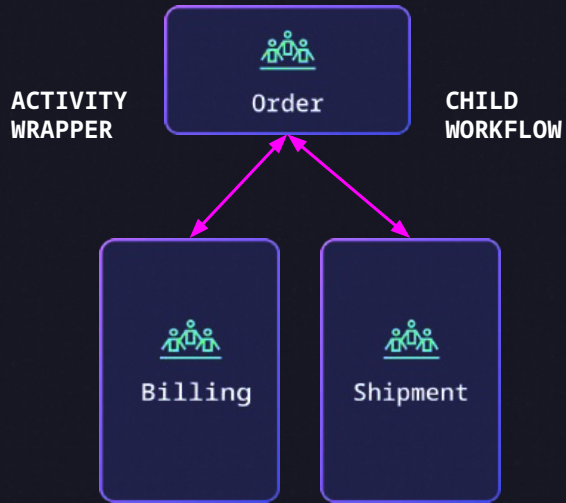 Order
ACTIVITY
WRAPPER
CHILD
WORKFLOW
Billing
Shipment